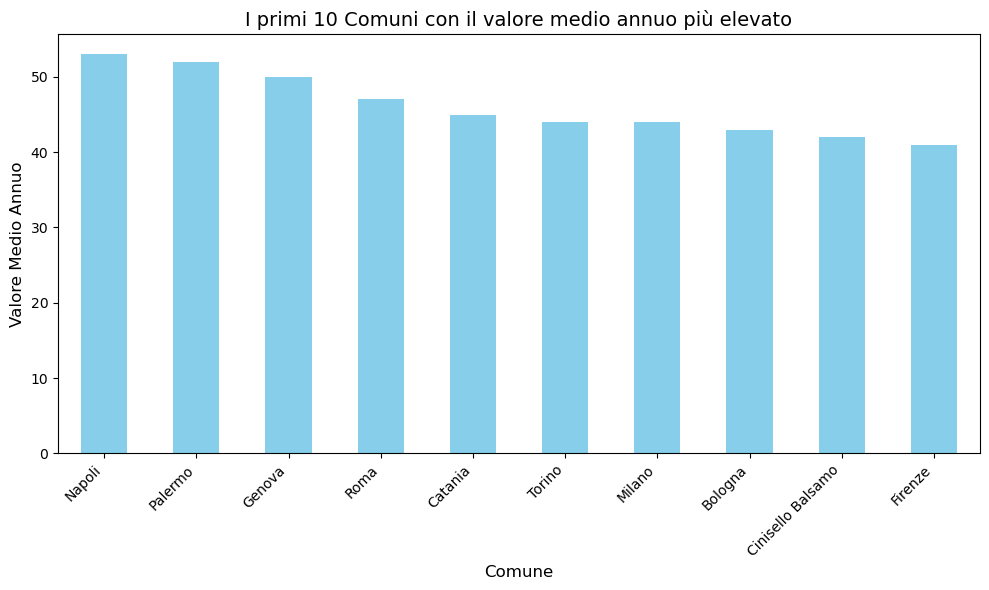 I primi 10 Comuni con il valore medio annuo più elevato
Valore Medio Annuo
50
40
30
20
10
0
Napoli
Palermo
Genova
Roma
Catania
Torino
Milano
Bologna
Cinisello Balsamo
Firenze
Comune